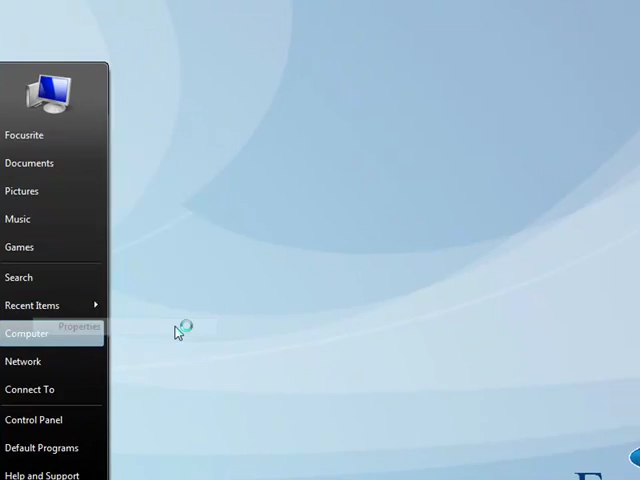 Focusrite
Documents
Pictures
Music
Games
Search
Recent Items
Properties
Computer
Network
Connect To
Control Panel
Default Programs
Help and Support